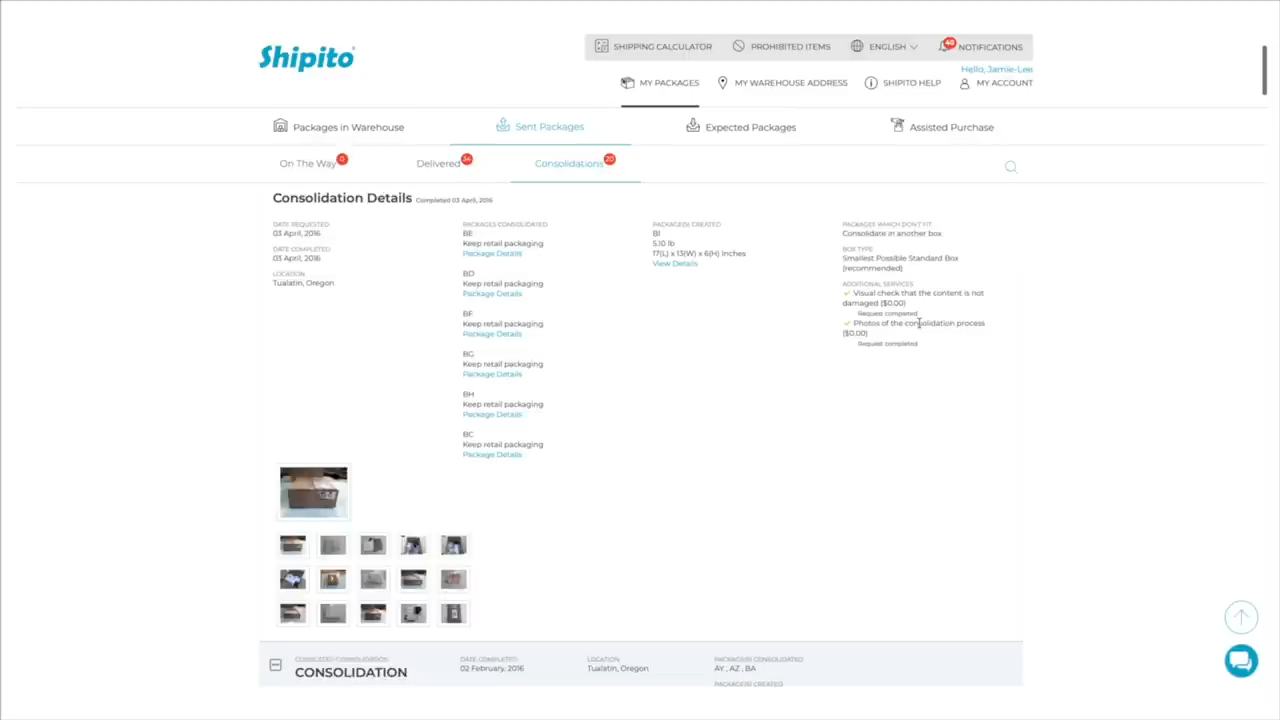 Shipito
SHIPPING CALCULATOR PROHIBITED ITEMS ENGLISH 40 NOTIFICATIONS
Hello, Jamie-Lee
MY PACKAGES MY WAREHOUSE ADDRESS SHIPITO HELP MY ACCOUNT
Packages in Warehouse Sent Packages Expected Packages Assisted Purchase
On The Way 0 Delivered 34 Consolidations 20
Consolidation Details Completed 03 April, 2016
DATE REQUESTED
03 April, 2016
DATE COMPLETED
03 April, 2016
LOCATION
Tualatin, Oregon
PACKAGES CONSOLIDATED
BE
Keep retail packaging
Package Details
BD
Keep retail packaging
Package Details
BF
Keep retail packaging
Package Details
BG
Keep retail packaging
Package Details
BH
Keep retail packaging
Package Details
BC
Keep retail packaging
Package Details
PACKAGE(S) CREATED
BI
5.10 lb
17(L) x 13(W) x 6(H) Inches
View Details
PACKAGES WHICH DON'T FIT
Consolidate in another box
BOX TYPE
Smallest Possible Standard Box
(recommended)
ADDITIONAL SERVICES
Visual check that the content is not
damaged ($0.00)
Request completed
Photos of the consolidation process
($0.00)
Request completed
CONSOLIDATION
DATE COMPLETED:
02 February, 2016
LOCATION
Tualatin, Oregon
PACKAGE(S) CONSOLIDATED
AY , AZ , BA
PACKAGE(S) CREATED